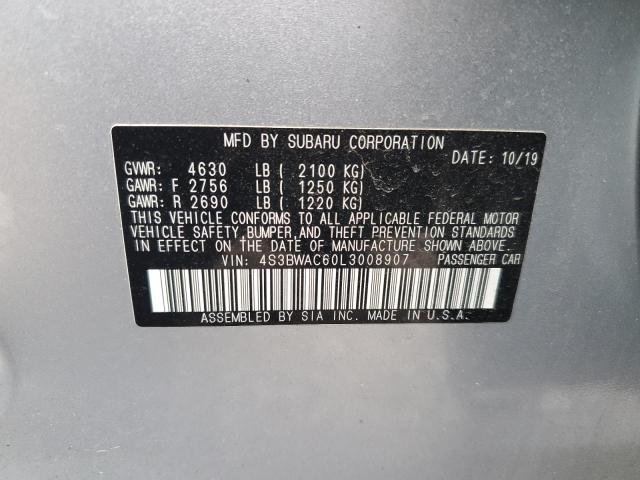 MFD BY SUBARU CORPORATION
DATE: 10/19
GVWR: 4630 LB ( 2100 KG)
GAWR: F 2756 LB ( 1250 KG)
GAWR: R 2690 LB ( 1220 KG)
THIS VEHICLE CONFORMS TO ALL APPLICABLE FEDERAL MOTOR
VEHICLE SAFETY, BUMPER, AND THEFT PREVENTION STANDARDS
IN EFFECT ON THE DATE OF MANUFACTURE SHOWN ABOVE.
VIN: 4S3BWAC60L3008907 PASSENGER CAR
ASSEMBLED BY SIA INC. MADE IN U.S.A.